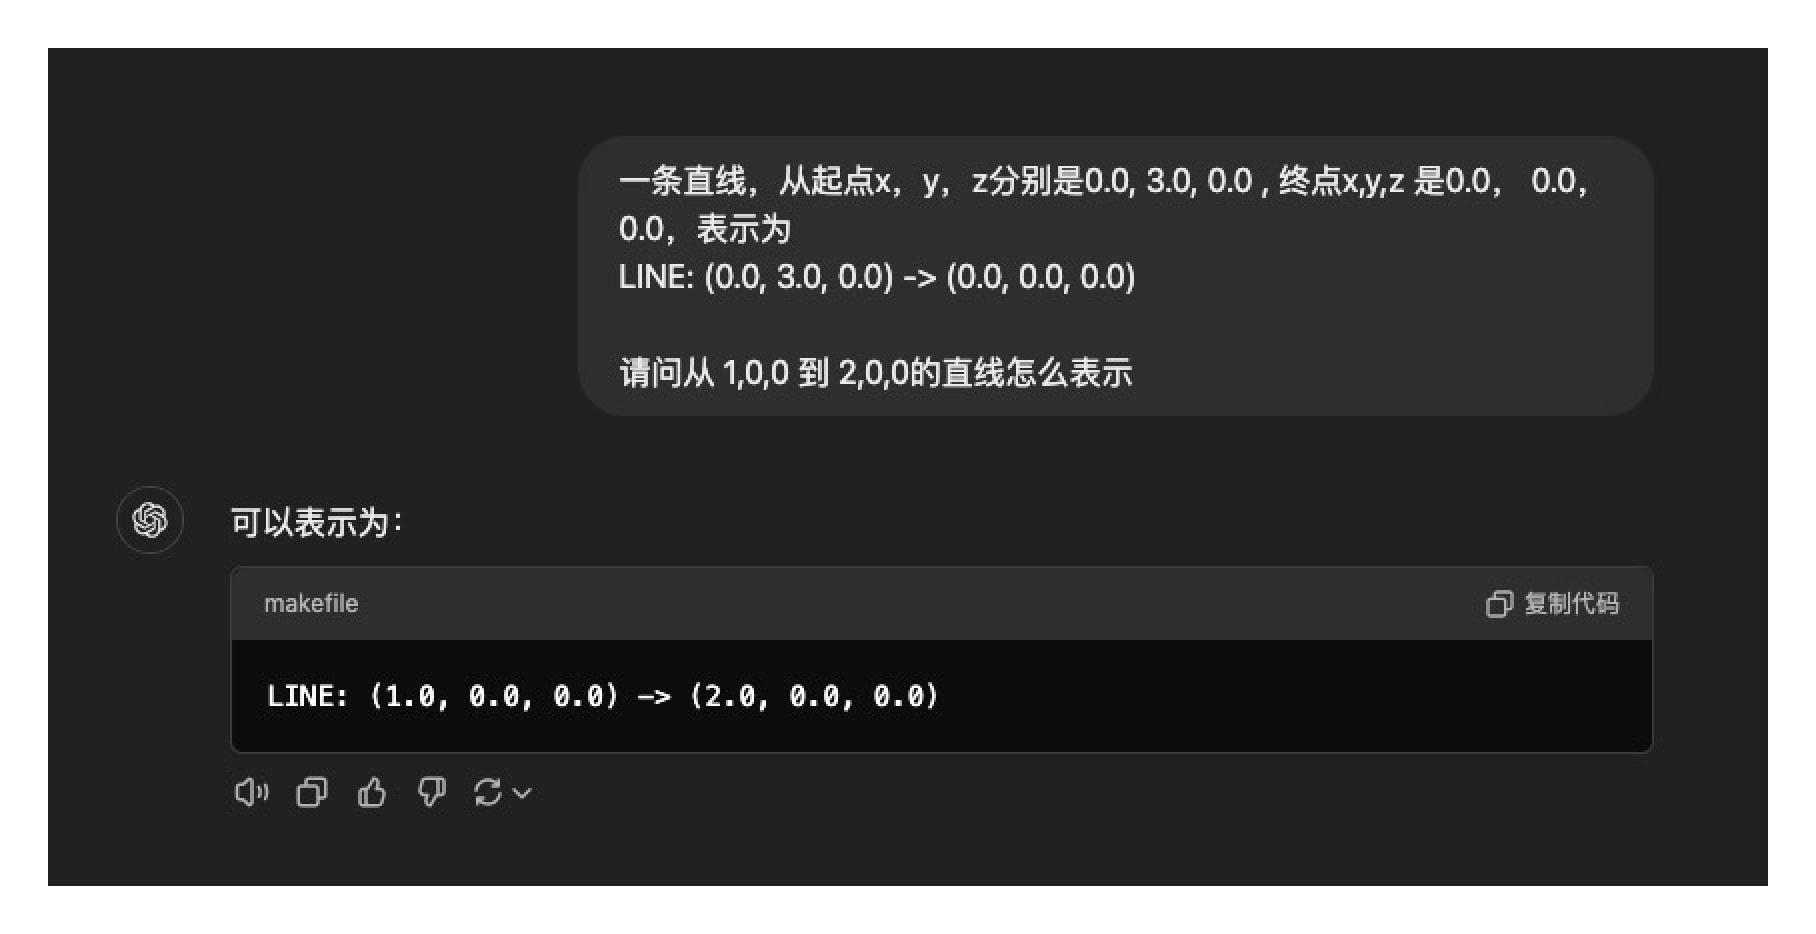 一条直线，从起点x，y，z分别是0.0, 3.0, 0.0 , 终点x,y,z 是0.0， 0.0，
0.0，表示为
LINE: (0.0, 3.0, 0.0) -> (0.0, 0.0, 0.0)
请问从 1,0,0 到 2,0,0的直线怎么表示
可以表示为：
makefile
复制代码
LINE: (1.0, 0.0, 0.0) -> (2.0, 0.0, 0.0)